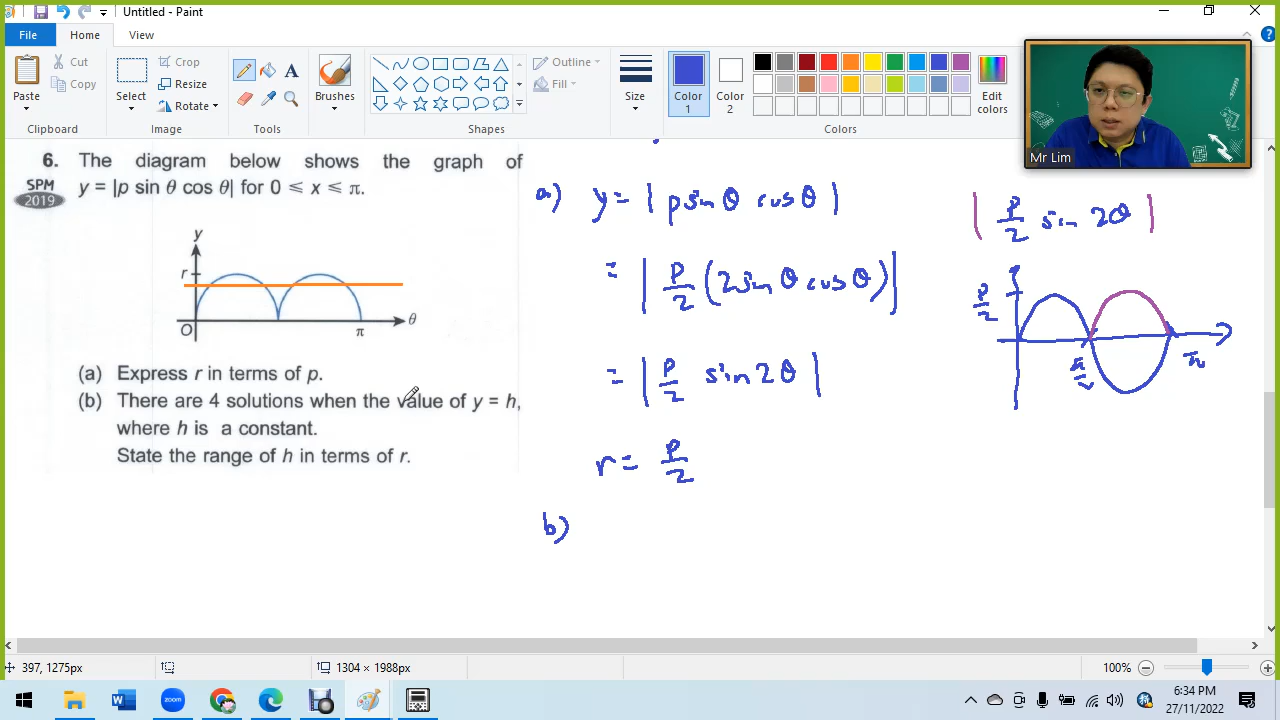 Untitled - Paint
File
Home
View
Paste
Cut
Copy
Clipboard
Select
Crop
Resize
Rotate
Image
Tools
Brushes
Shapes
Outline
Fill
Size
Color 1
Color 2
Edit colors
Colors
Mr Lim
6. The diagram below shows the graph of
SPM 2019
y = |p sin θ cos θ| for 0 ⩽ x ⩽ π.
y
r
O
π
θ
(a) Express r in terms of p.
(b) There are 4 solutions when the value of y = h,
where h is a constant.
State the range of h in terms of r.
a) y = | p sin θ cos θ |
= | p/2 (2 sin θ cos θ) |
= | p/2 sin 2θ |
r = p/2
b)
| p/2 sin 2θ |
p/2
π/2
π
397, 1275px
1304 × 1988px
100%
6:34 PM
27/11/2022
zoom